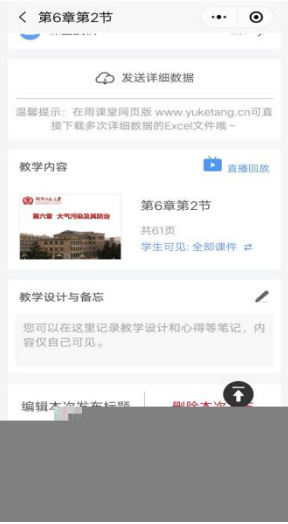 第6章第2节
发送详细数据
温馨提示：在雨课堂网页版 www.yuketang.cn可直
接下载多次详细数据的Excel文件哦～
教学内容
直播回放
第六章 大气污染及其防治
第6章第2节
共61页
学生可见: 全部课件
教学设计与备忘
您可以在这里记录教学设计和心得等笔记，内
容仅自己可见。
编辑本次发布标题
删除本次